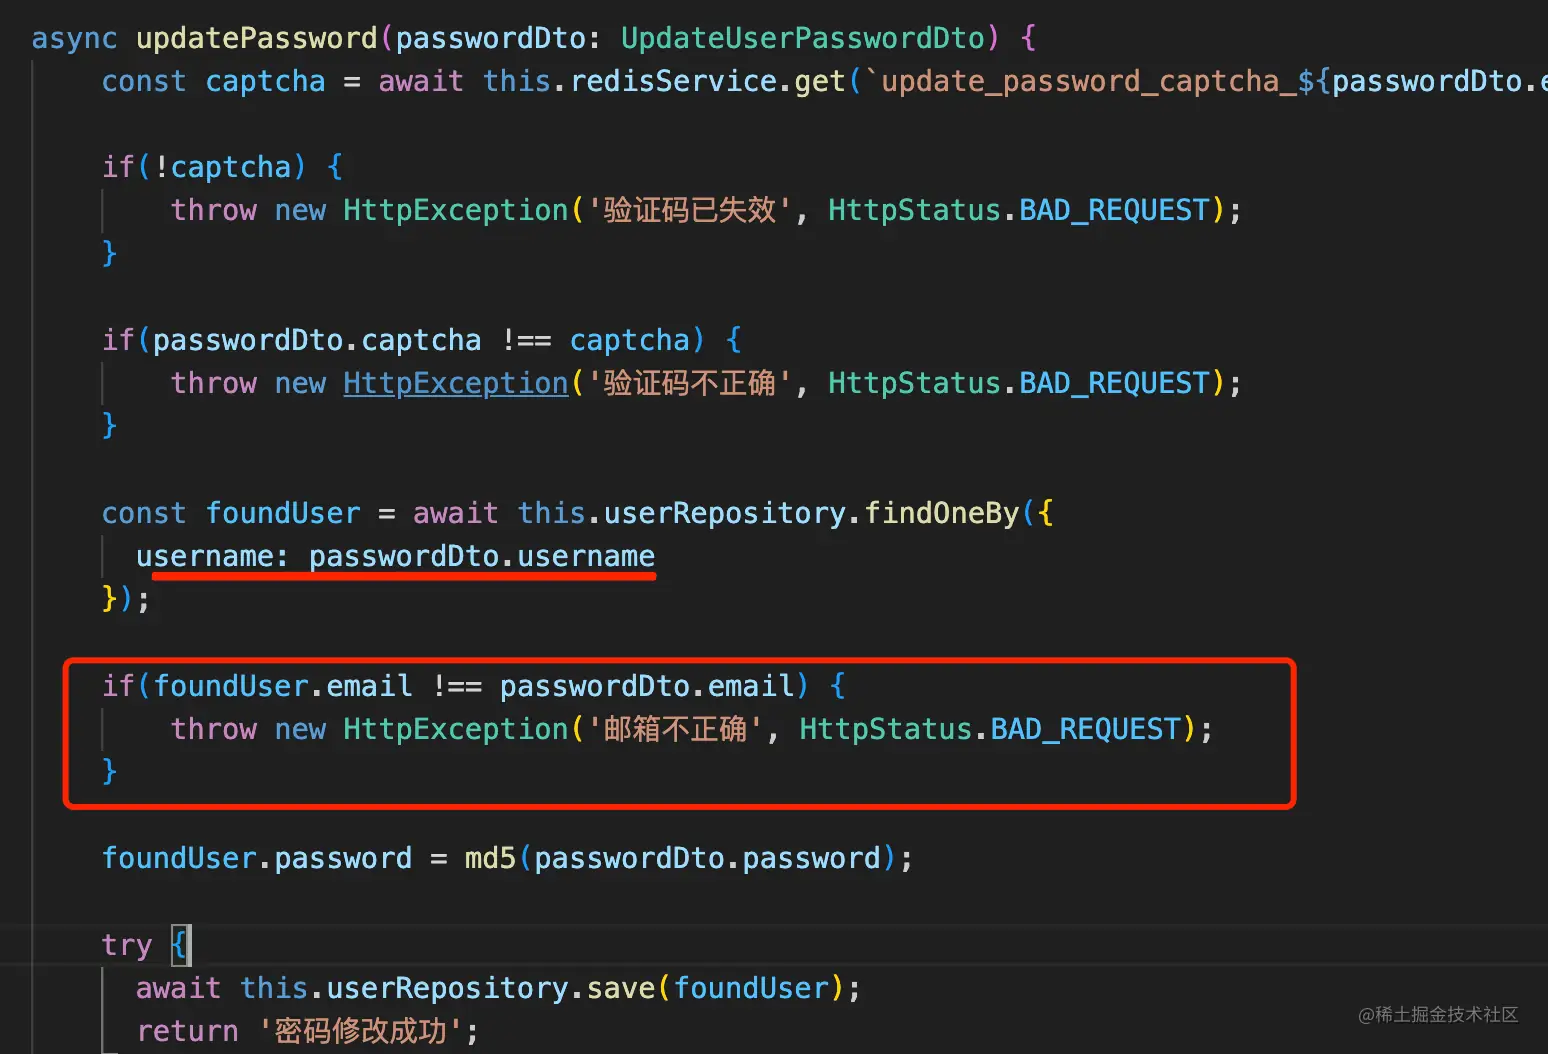 async updatePassword(passwordDto: UpdateUserPasswordDto) {
const captcha = await this.redisService.get(`update_password_captcha_${passwordDto.e
if(!captcha) {
throw new HttpException('验证码已失效', HttpStatus.BAD_REQUEST);
}
if(passwordDto.captcha !== captcha) {
throw new HttpException('验证码不正确', HttpStatus.BAD_REQUEST);
}
const foundUser = await this.userRepository.findOneBy({
username: passwordDto.username
});
if(foundUser.email !== passwordDto.email) {
throw new HttpException('邮箱不正确', HttpStatus.BAD_REQUEST);
}
foundUser.password = md5(passwordDto.password);
try {
await this.userRepository.save(foundUser);
return '密码修改成功';
@稀土掘金技术社区